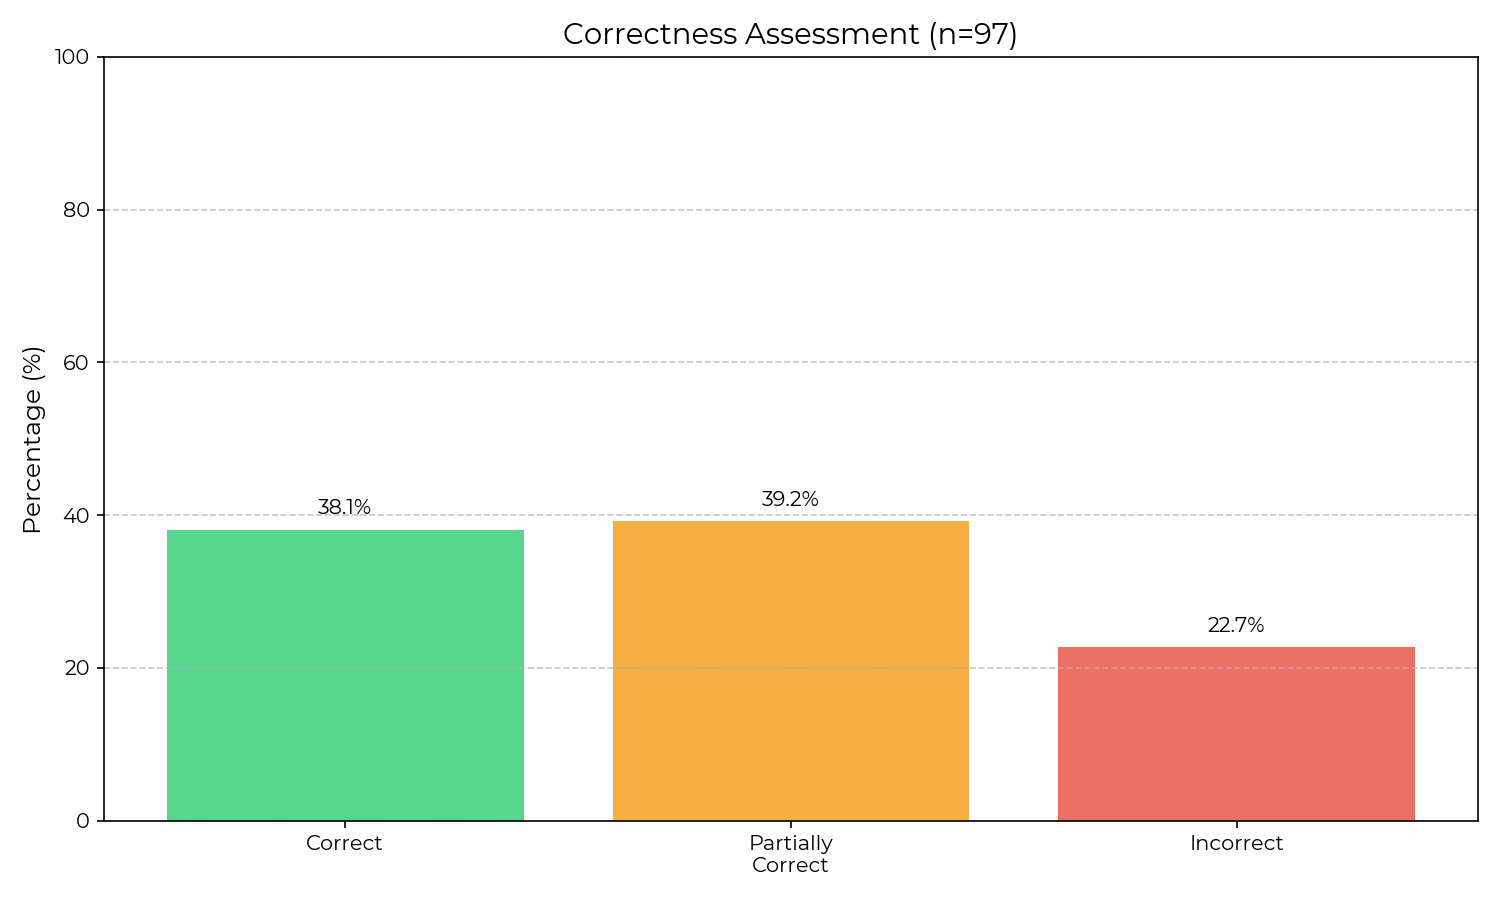 Correctness Assessment (n=97)
100
80
60
40
20
0
Percentage (%)
38.1%
39.2%
22.7%
Correct
Partially
Correct
Incorrect